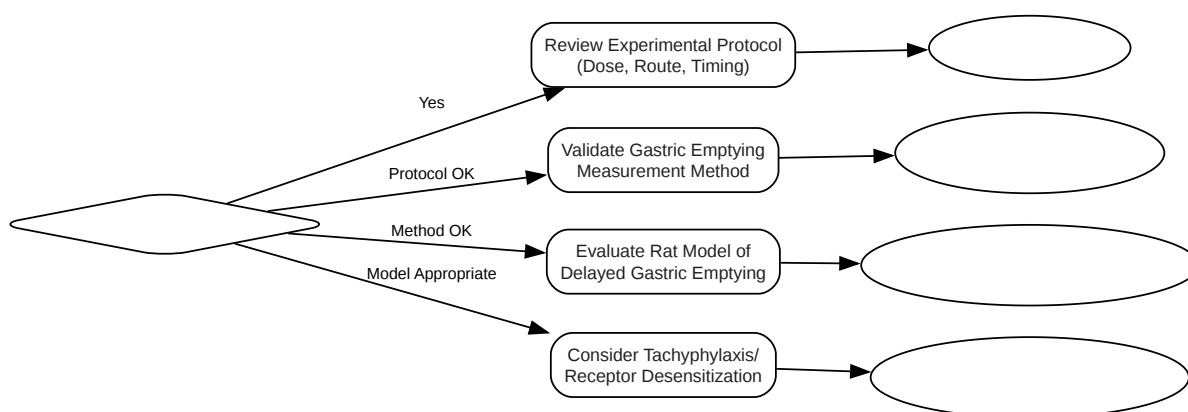 Review Experimental Protocol
(Dose, Route, Timing)
Yes
Validate Gastric Emptying
Measurement Method
Protocol OK
Method OK
Evaluate Rat Model of
Delayed Gastric Emptying
Model Appropriate
Consider Tachyphylaxis/
Receptor Desensitization